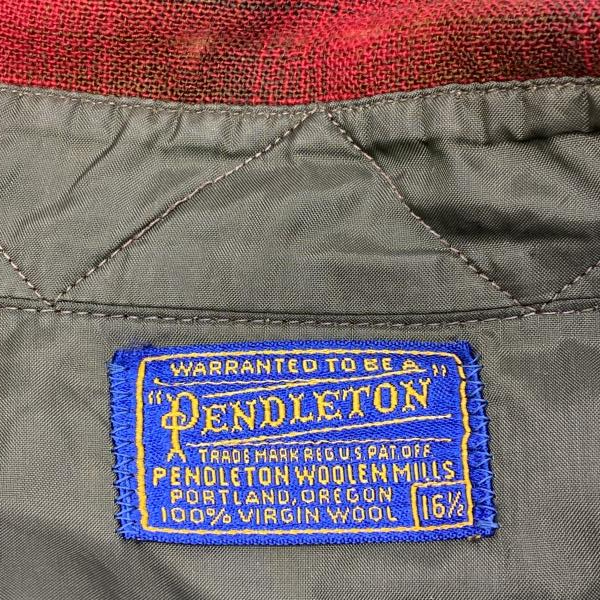 WARRANTED TO BE A
"PENDLETON"
TRADE MARK REG U.S. PAT. OFF.
PENDLETON WOOLEN MILLS
PORTLAND, OREGON
100% VIRGIN WOOL
16½